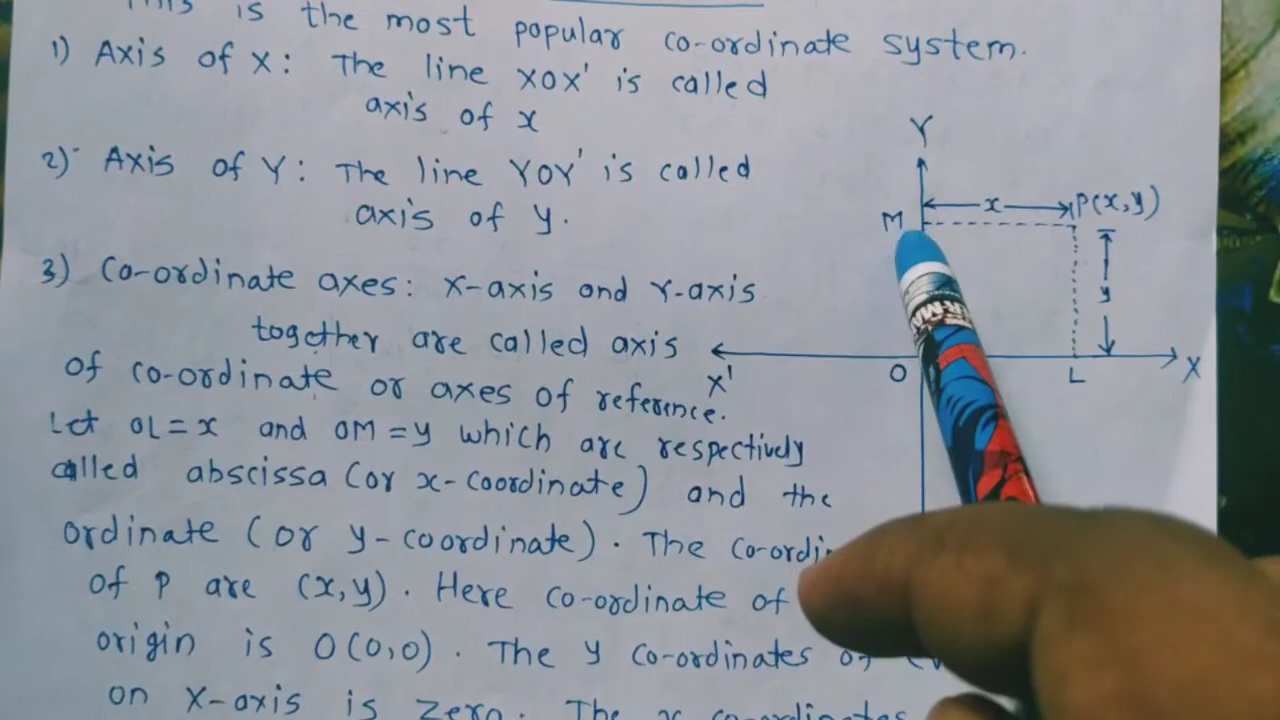 This is the most popular co-ordinate system.
1) Axis of X: The line XOX' is called
axis of x
2) Axis of Y: The line YOY' is called
axis of y.
3) Co-ordinate axes: X-axis and Y-axis
together are called axis
of co-ordinate or axes of reference.
Let OL=x and OM=y which are respectively
called abscissa (or x-coordinate) and the
ordinate (or y-coordinate). The
of P are (x,y). Here co-ordinate of
origin is O(0,0). The y co-ordinates of
on X-axis is zero. The x co-ordinates
Y
M
x
P(x,y)
y
X'
O
L
X